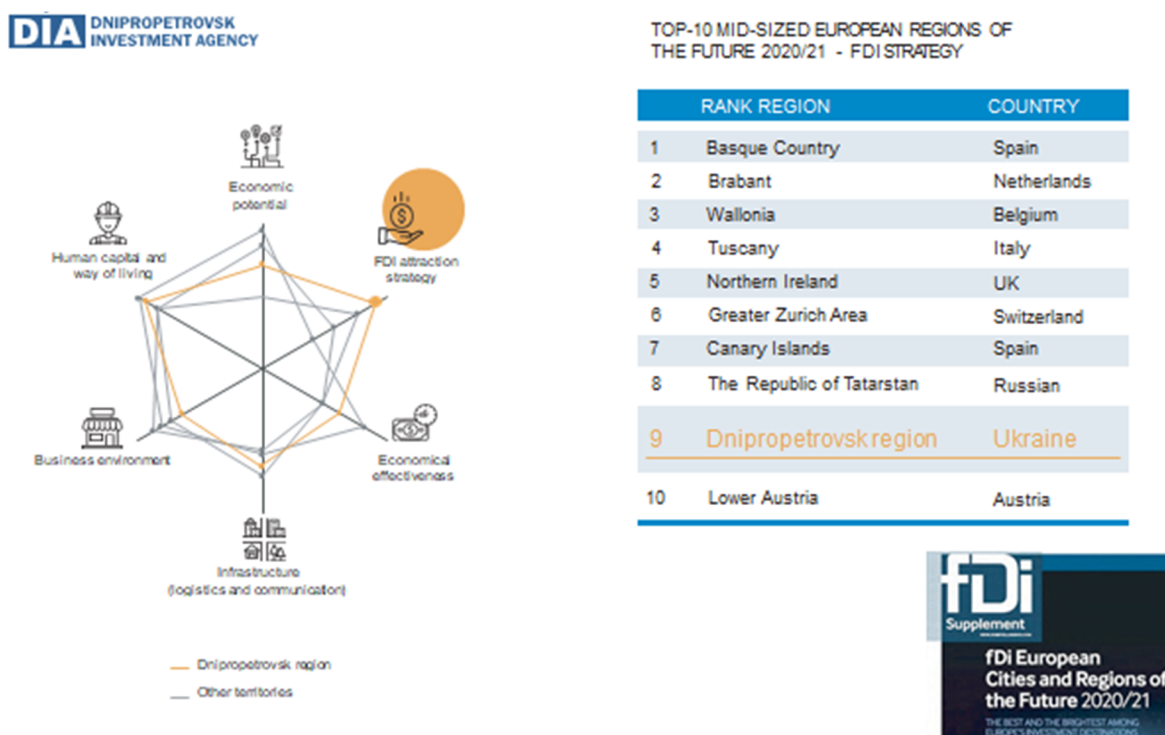 DIA DNIPROPETROVSK
INVESTMENT AGENCY
Economic
potential
FDI attraction
strategy
Human capital and
way of living
Business environment
Economical
effectiveness
Infrastructure
(logistics and communication)
Dnipropetrovsk region
Other territories
TOP-10 MID-SIZED EUROPEAN REGIONS OF
THE FUTURE 2020/21 - FDI STRATEGY
RANK REGION COUNTRY
1 Basque Country Spain
2 Brabant Netherlands
3 Wallonia Belgium
4 Tuscany Italy
5 Northern Ireland UK
6 Greater Zurich Area Switzerland
7 Canary Islands Spain
8 The Republic of Tatarstan Russian
9 Dnipropetrovsk region Ukraine
10 Lower Austria Austria
fDi
Supplement
fDi European
Cities and Regions of
the Future 2020/21
THE BEST AND THE BRIGHTEST AMONG
EUROPE'S INVESTMENT DESTINATIONS